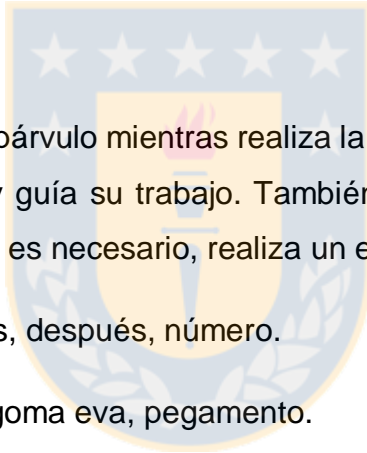 párvulo mientras realiza la
y guía su trabajo. También
es necesario, realiza un
después, número.
goma eva, pegamento.